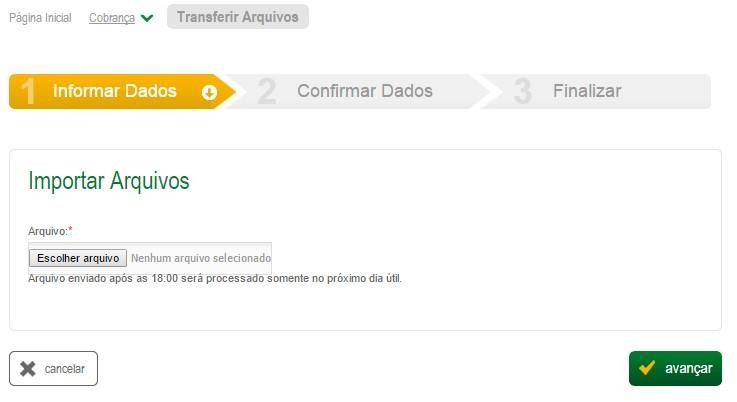 Página Inicial Cobrança Transferir Arquivos
1 Informar Dados 2 Confirmar Dados 3 Finalizar
Importar Arquivos
Arquivo:*
Escolher arquivo Nenhum arquivo selecionado
Arquivo enviado após as 18:00 será processado somente no próximo dia útil.
cancelar avançar